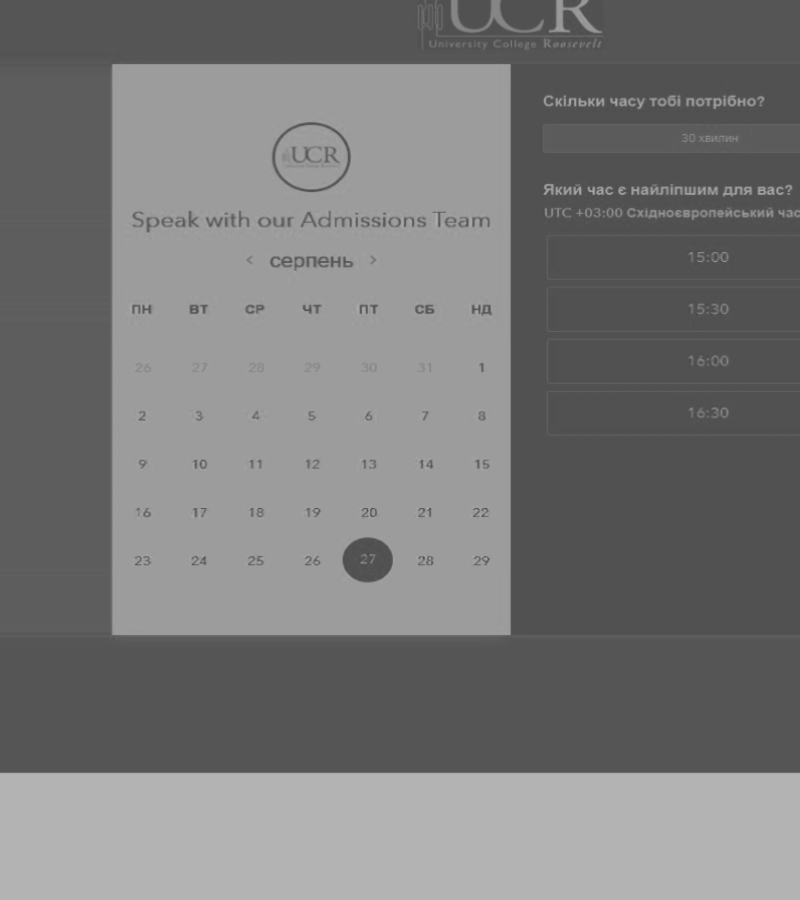 UCR
University College Roosevelt
UCR
Speak with our Admissions Team
‹ серпень ›
ПН ВТ СР ЧТ ПТ СБ НД
26 27 28 29 30 31 1
2 3 4 5 6 7 8
9 10 11 12 13 14 15
16 17 18 19 20 21 22
23 24 25 26 27 28 29
Скільки часу тобі потрібно?
30 хвилин
Який час є найліпшим для вас?
UTC +03:00 Східноєвропейський час
15:00
15:30
16:00
16:30